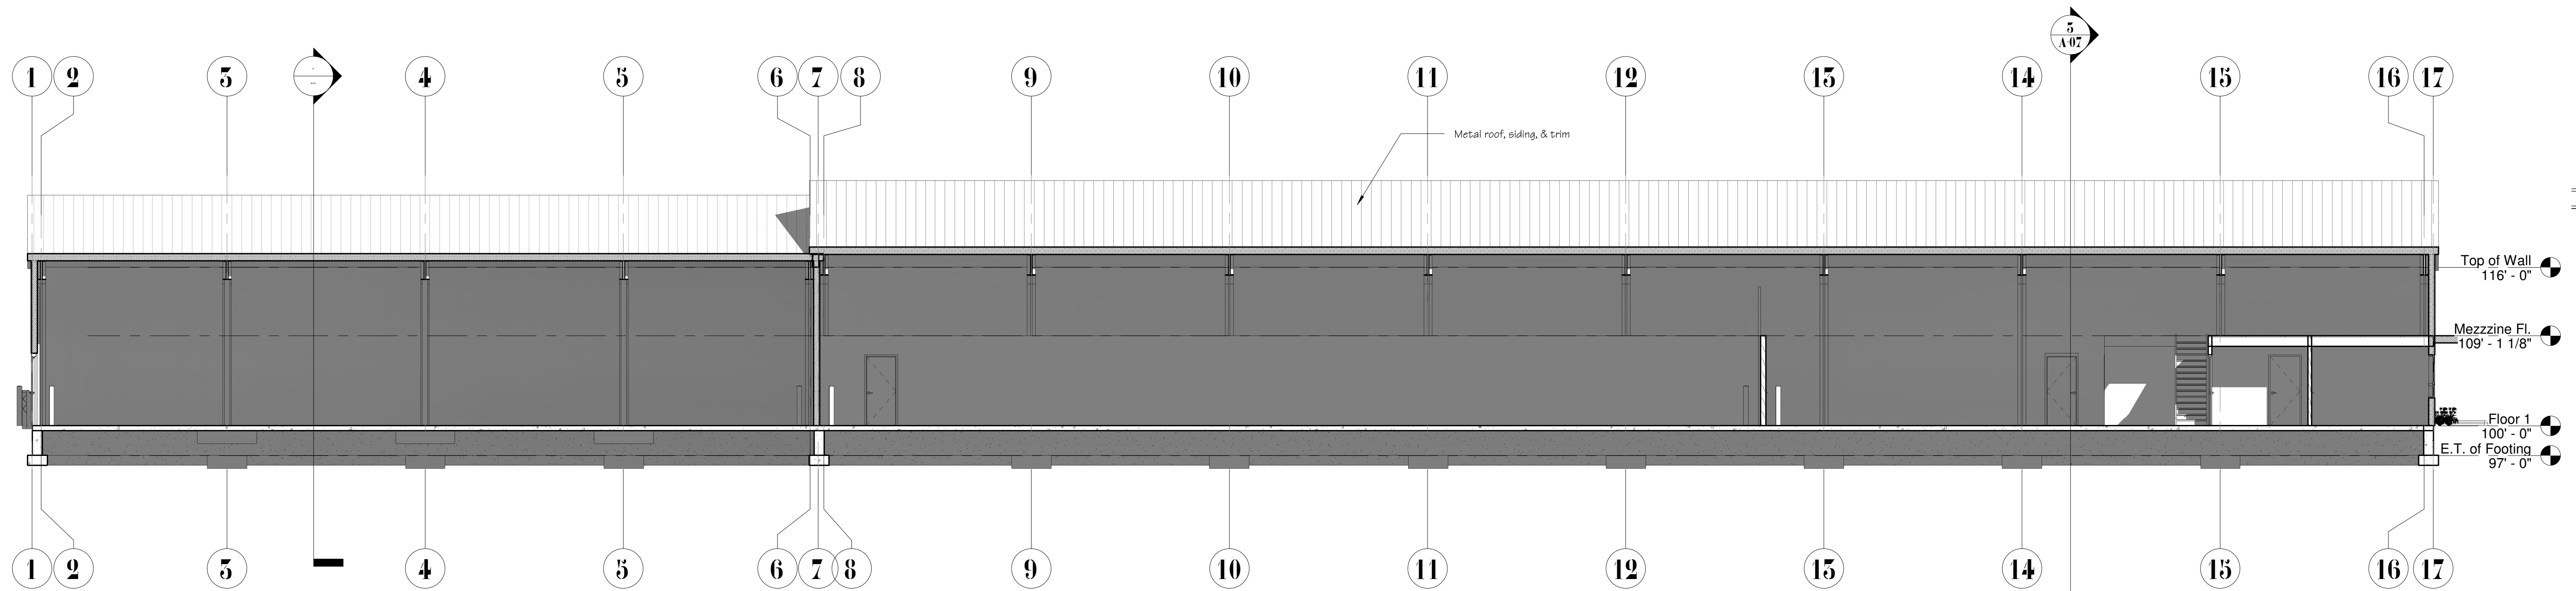 5
A-07
1 2 3 4 5 6 7 8 9 10 11 12 13 14 15 16 17
Metal roof, siding, & trim
Top of Wall
116' - 0"
Mezzzine Fl.
109' - 1 1/8"
Floor 1
100' - 0"
E.T. of Footing
97' - 0"
1 2 3 4 5 6 7 8 9 10 11 12 13 14 15 16 17